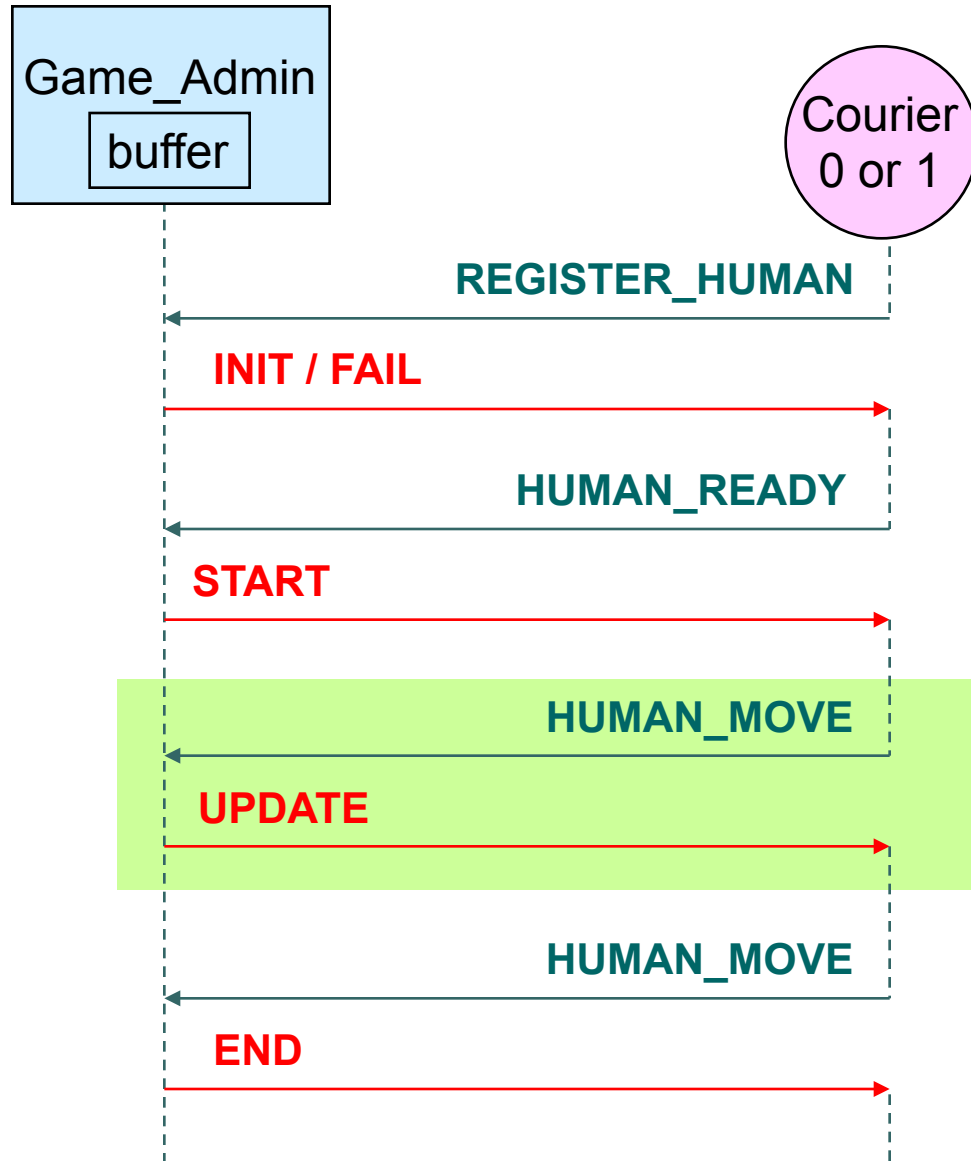 Game_Admin
buffer
Courier
0 or 1
REGISTER_HUMAN
INIT / FAIL
HUMAN_READY
START
HUMAN_MOVE
UPDATE
HUMAN_MOVE
END